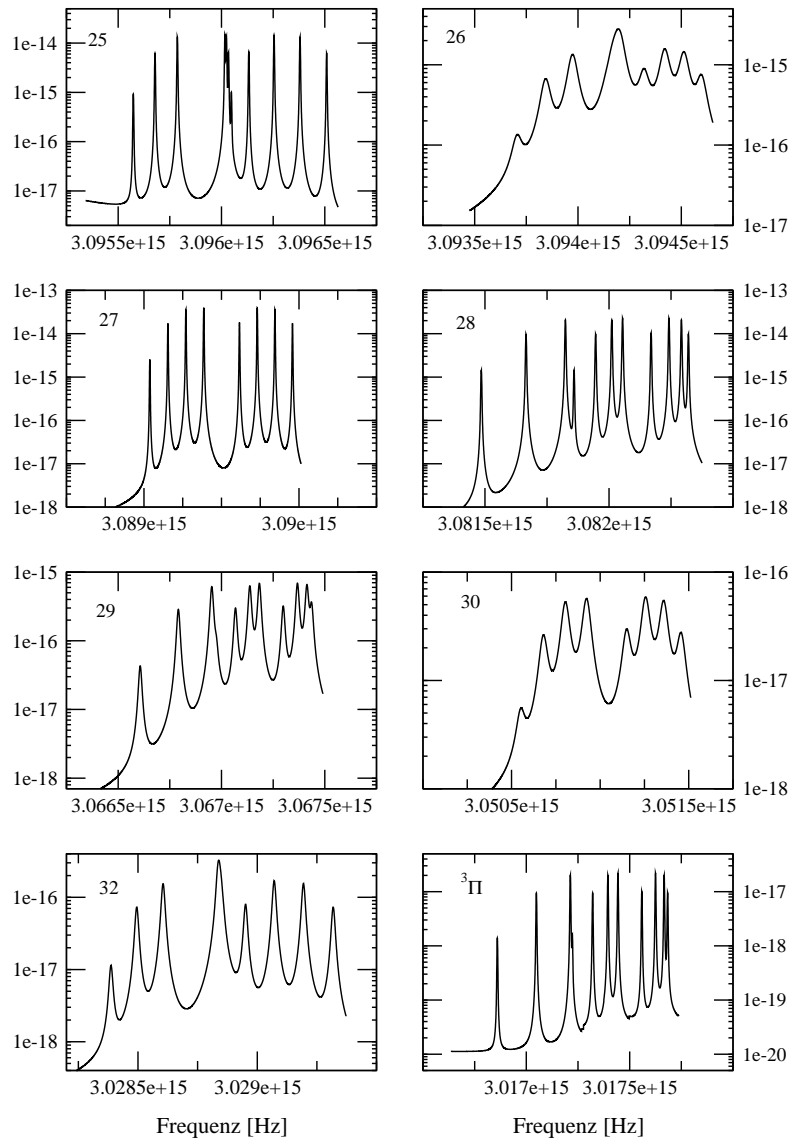 1e-14
1e-15
1e-16
1e-17
25
3.0955e+15 3.096e+15 3.0965e+15
26
1e-15
1e-16
1e-17
3.0935e+15 3.094e+15 3.0945e+15
1e-13
1e-14
1e-15
1e-16
1e-17
1e-18
27
3.089e+15 3.09e+15
28
1e-13
1e-14
1e-15
1e-16
1e-17
1e-18
3.0815e+15 3.082e+15
1e-15
1e-16
1e-17
1e-18
29
3.0665e+15 3.067e+15 3.0675e+15
30
1e-16
1e-17
1e-18
3.0505e+15 3.0515e+15
1e-16
1e-17
1e-18
32
3.0285e+15 3.029e+15
Frequenz [Hz]
³Π
1e-17
1e-18
1e-19
1e-20
3.017e+15 3.0175e+15
Frequenz [Hz]